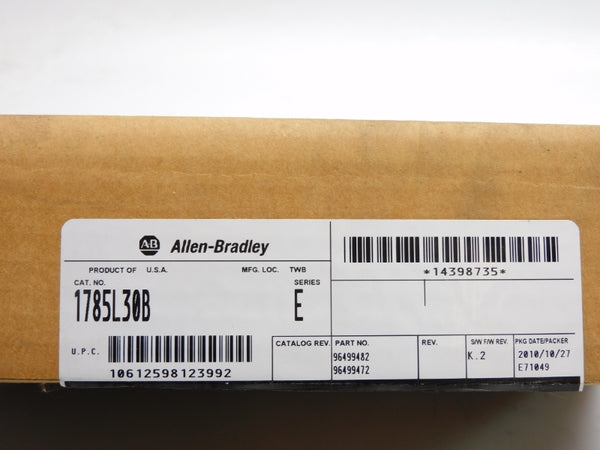 AB Allen-Bradley
PRODUCT OF U.S.A. MFG. LOC. TWB
CAT. NO. SERIES
1785L30B E
U.P.C.
10612598123992
*14398735*
CATALOG REV. PART NO. REV. S/W F/W REV. PKG DATE/PACKER
96499482 K.2 2010/10/27
96499472 E71049